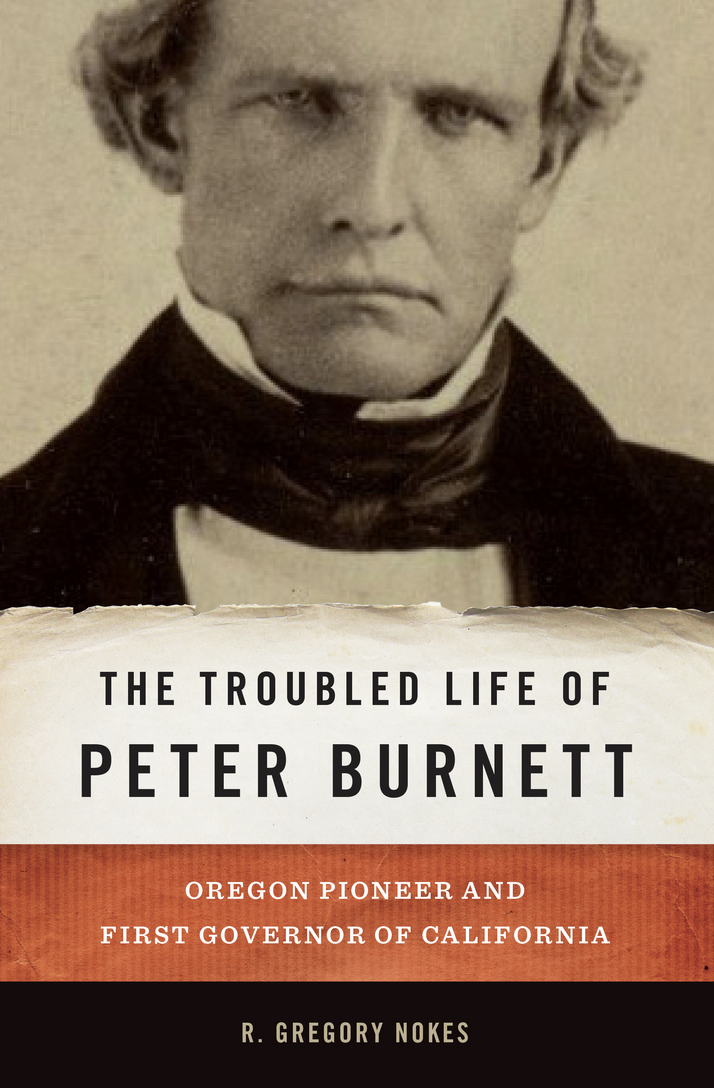 THE TROUBLED LIFE OF
PETER BURNETT
OREGON PIONEER AND
FIRST GOVERNOR OF CALIFORNIA
R. GREGORY NOKES